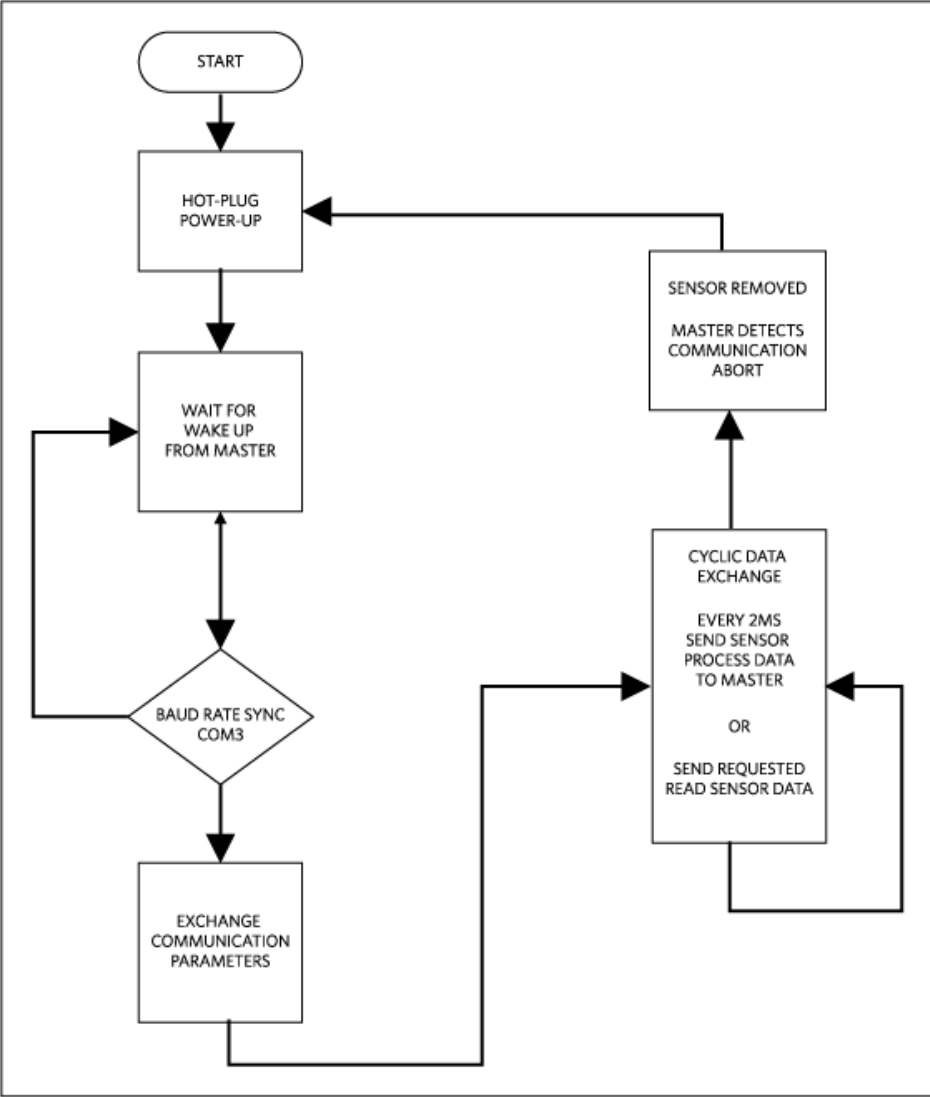 START
HOT-PLUG
POWER-UP
WAIT FOR
WAKE UP
FROM MASTER
BAUD RATE SYNC
COM3
EXCHANGE
COMMUNICATION
PARAMETERS
SENSOR REMOVED
MASTER DETECTS
COMMUNICATION
ABORT
CYCLIC DATA
EXCHANGE
EVERY 2MS
SEND SENSOR
PROCESS DATA
TO MASTER
OR
SEND REQUESTED
READ SENSOR DATA